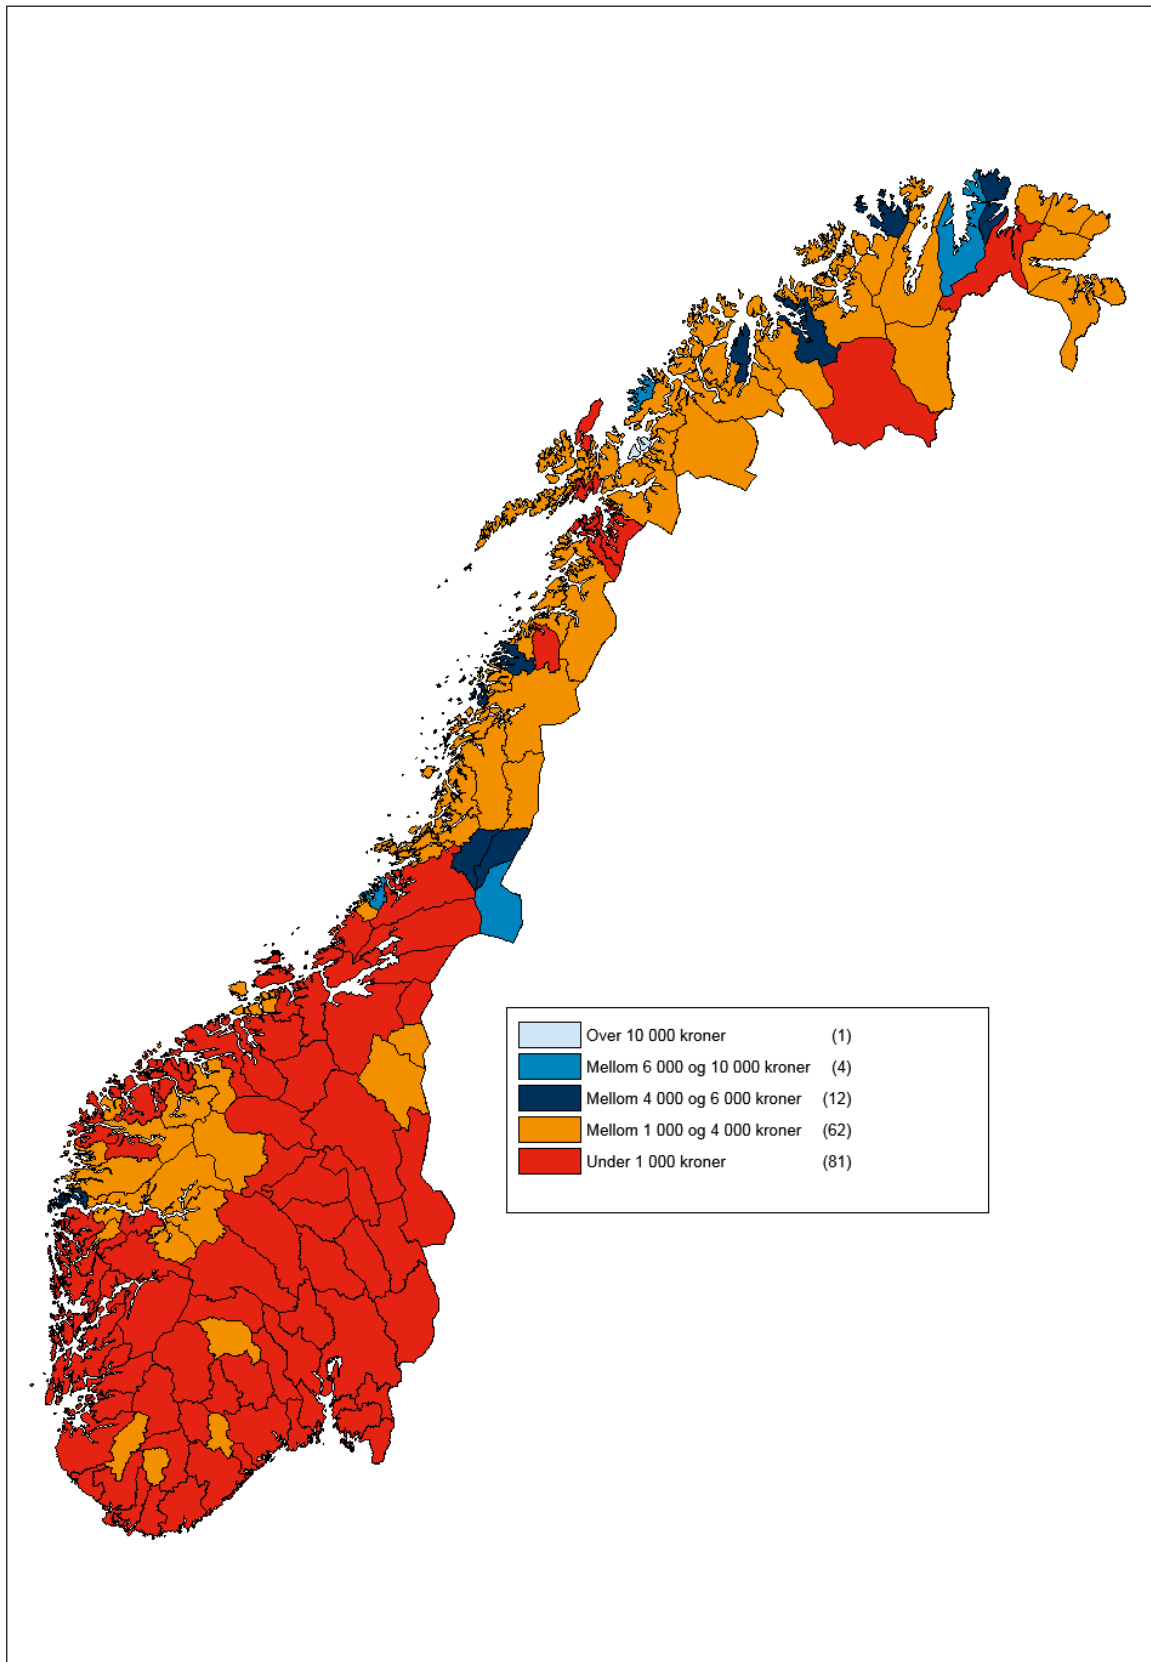 Over 10 000 kroner (1)
Mellom 6 000 og 10 000 kroner (4)
Mellom 4 000 og 6 000 kroner (12)
Mellom 1 000 og 4 000 kroner (62)
Under 1 000 kroner (81)